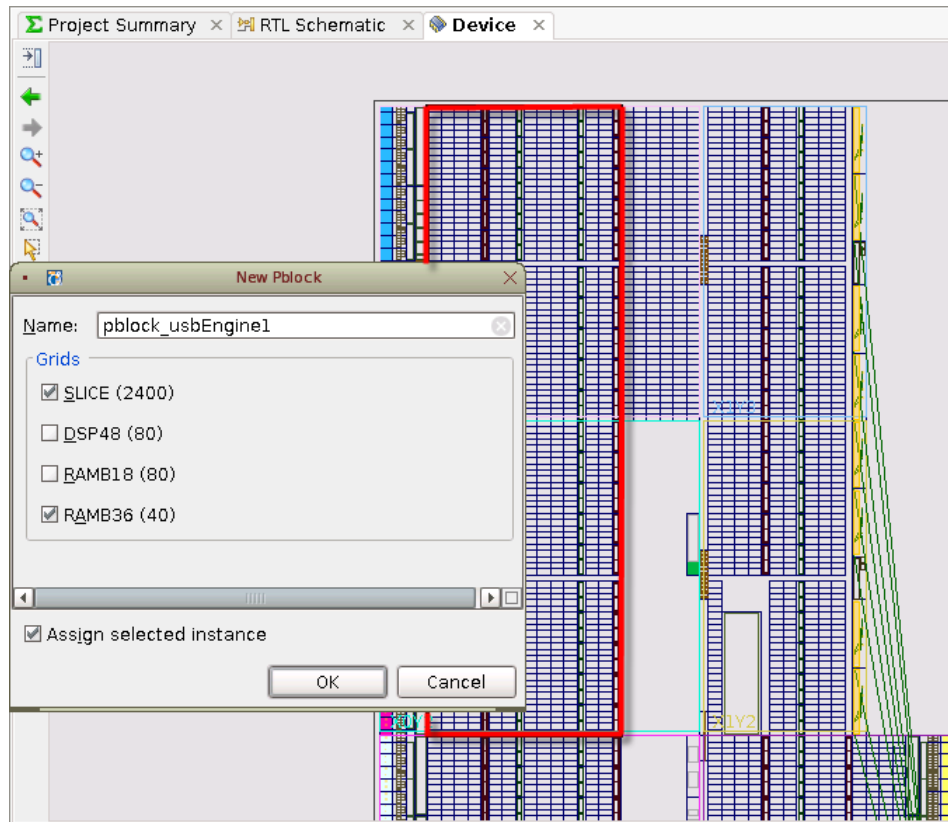 Project Summary RTL Schematic Device
New Pblock
Name: pblock_usbEngine1
Grids
SLICE (2400)
DSP48 (80)
RAMB18 (80)
RAMB36 (40)
Assign selected instance
OK Cancel
X1Y2